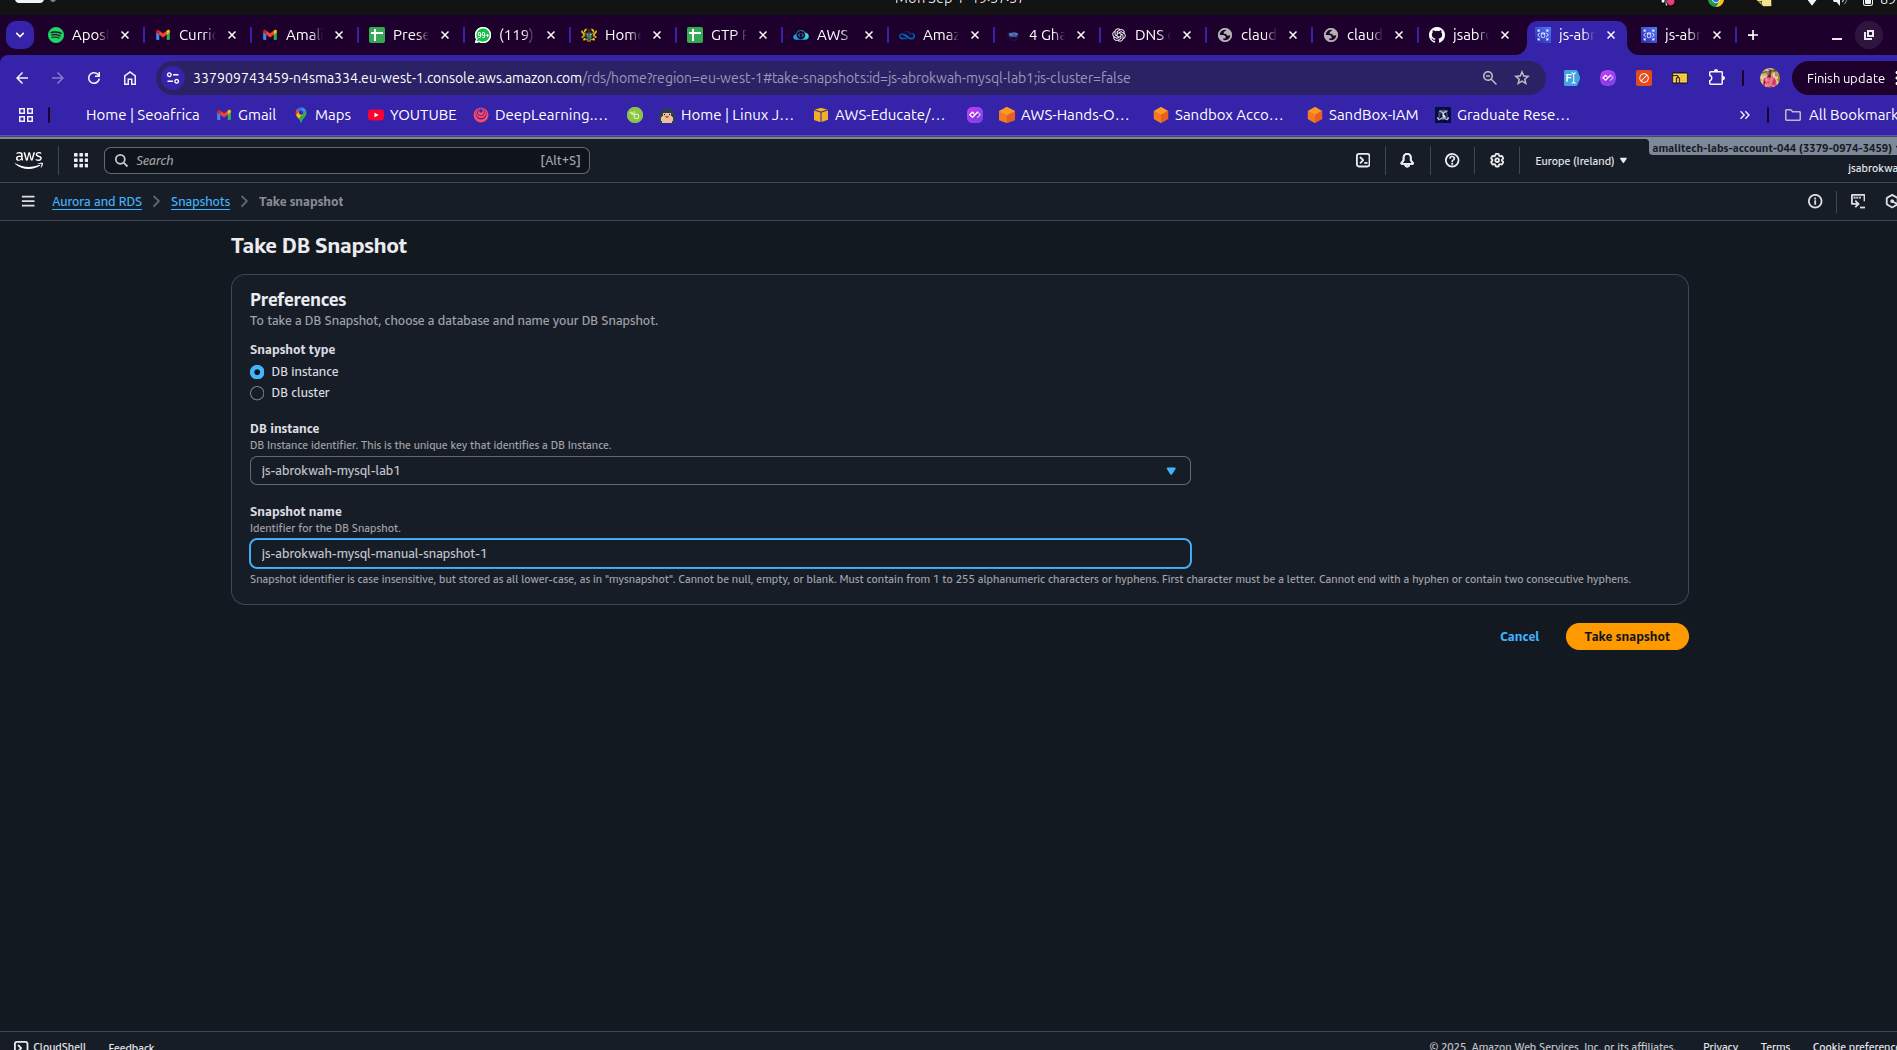 Apos
Curri
Amali
Prese
(119)
Home
GTP
AWS
Amaz
4 Gha
DNS
claud
claud
jsabr
js-abr
js-abr
337909743459-n4sma334.eu-west-1.console.aws.amazon.com/rds/home?region=eu-west-1#take-snapshots:id=js-abrokwah-mysql-lab1;is-cluster=false
Finish update
Home | Seoafrica
Gmail
Maps
YOUTUBE
DeepLearning....
Home | Linux J...
AWS-Educate/...
AWS-Hands-O...
Sandbox Acco...
SandBox-IAM
Graduate Rese...
»
All Bookmark
aws
Search
[Alt+S]
Europe (Ireland)
amalitech-labs-account-044 (3379-0974-3459)
jsabrokwa
Aurora and RDS
Snapshots
Take snapshot
Take DB Snapshot
Preferences
To take a DB Snapshot, choose a database and name your DB Snapshot.
Snapshot type
DB instance
DB cluster
DB instance
DB Instance identifier. This is the unique key that identifies a DB Instance.
js-abrokwah-mysql-lab1
Snapshot name
Identifier for the DB Snapshot.
js-abrokwah-mysql-manual-snapshot-1
Snapshot identifier is case insensitive, but stored as all lower-case, as in "mysnapshot". Cannot be null, empty, or blank. Must contain from 1 to 255 alphanumeric characters or hyphens. First character must be a letter. Cannot end with a hyphen or contain two consecutive hyphens.
Cancel
Take snapshot
CloudShell
Feedback
© 2025, Amazon Web Services, Inc. or its affiliates.
Privacy
Terms
Cookie preferenc